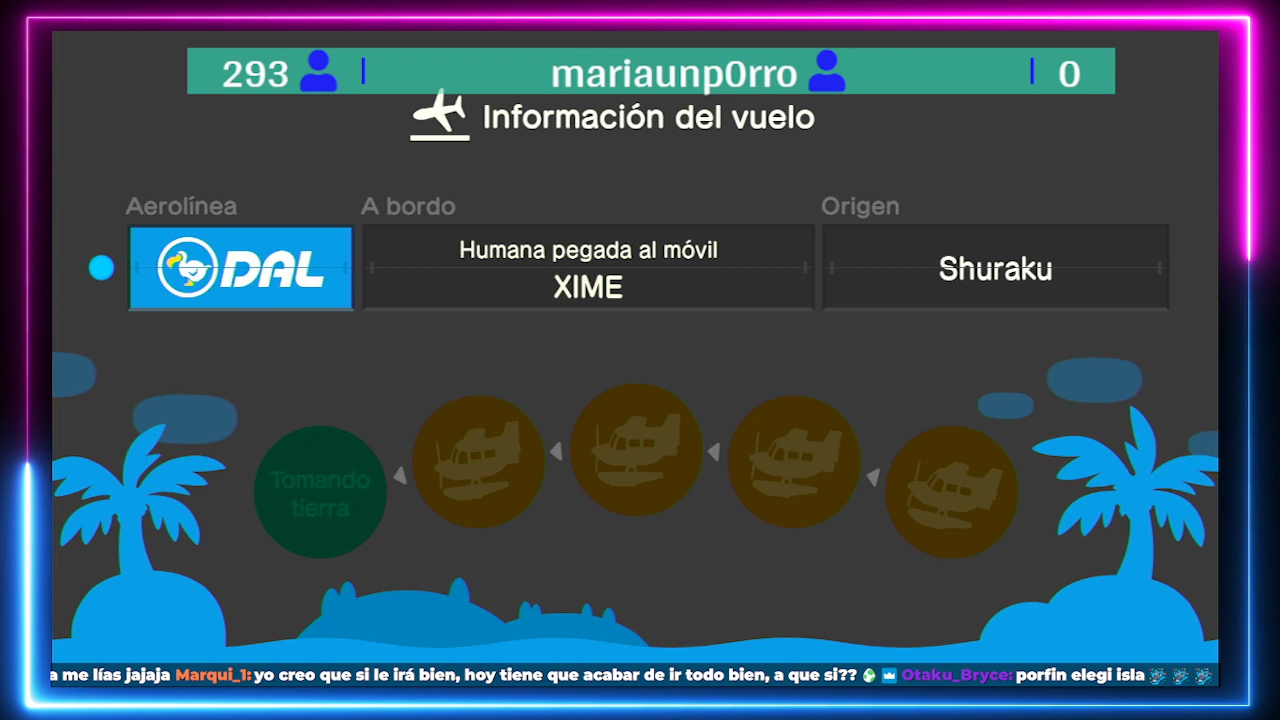 293 mariaunp0rro 0
Información del vuelo
Aerolínea A bordo Origen
DAL
Humana pegada al móvil
XIME
Shuraku
Tomando
tierra
a me lías jajaja Marqui_1: yo creo que si le irá bien, hoy tiene que acabar de ir todo bien, a que si?? Otaku_Bryce: porfin elegi isla